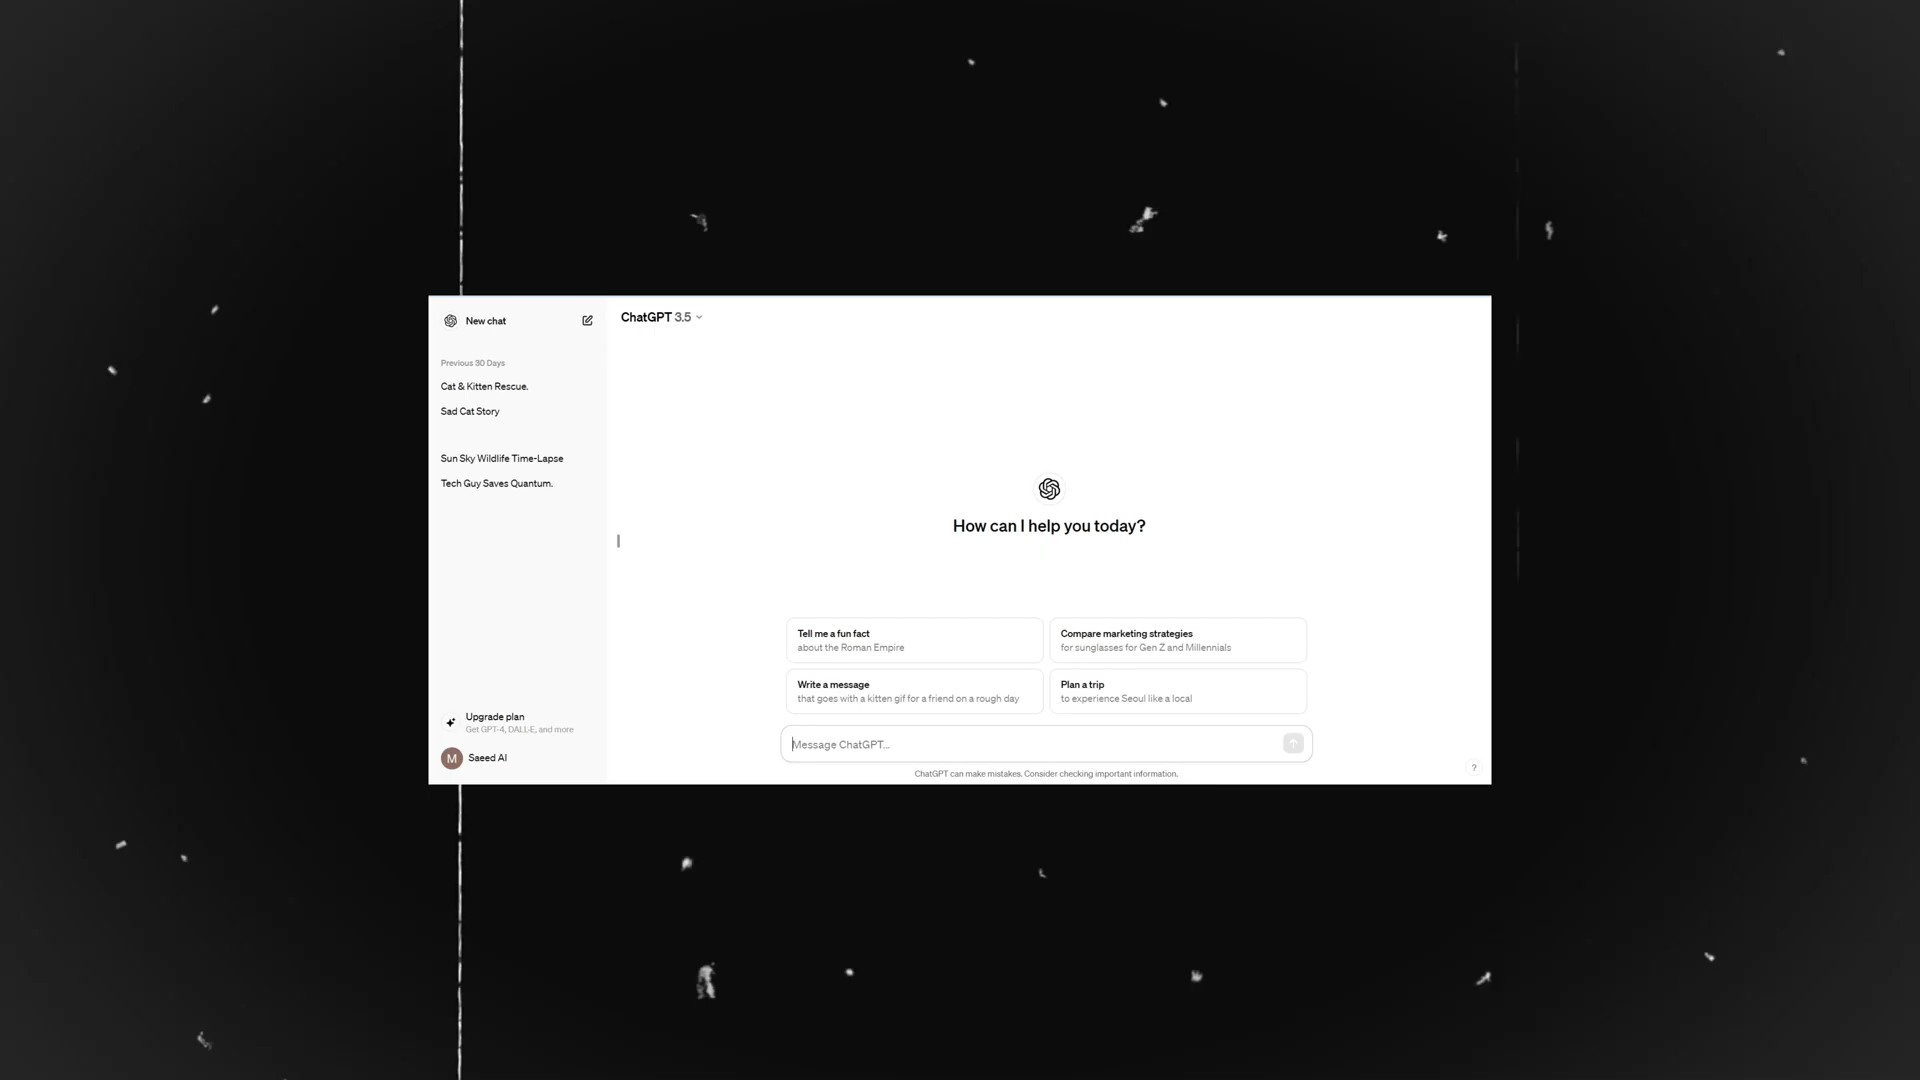 New chat
Previous 30 Days
Cat & Kitten Rescue.
Sad Cat Story
Sun Sky Wildlife Time-Lapse
Tech Guy Saves Quantum.
Upgrade plan
Get GPT-4, DALL·E, and more
M
Saeed AI
ChatGPT 3.5
How can I help you today?
Tell me a fun fact
about the Roman Empire
Compare marketing strategies
for sunglasses for Gen Z and Millennials
Write a message
that goes with a kitten gif for a friend on a rough day
Plan a trip
to experience Seoul like a local
Message ChatGPT...
ChatGPT can make mistakes. Consider checking important information.
?